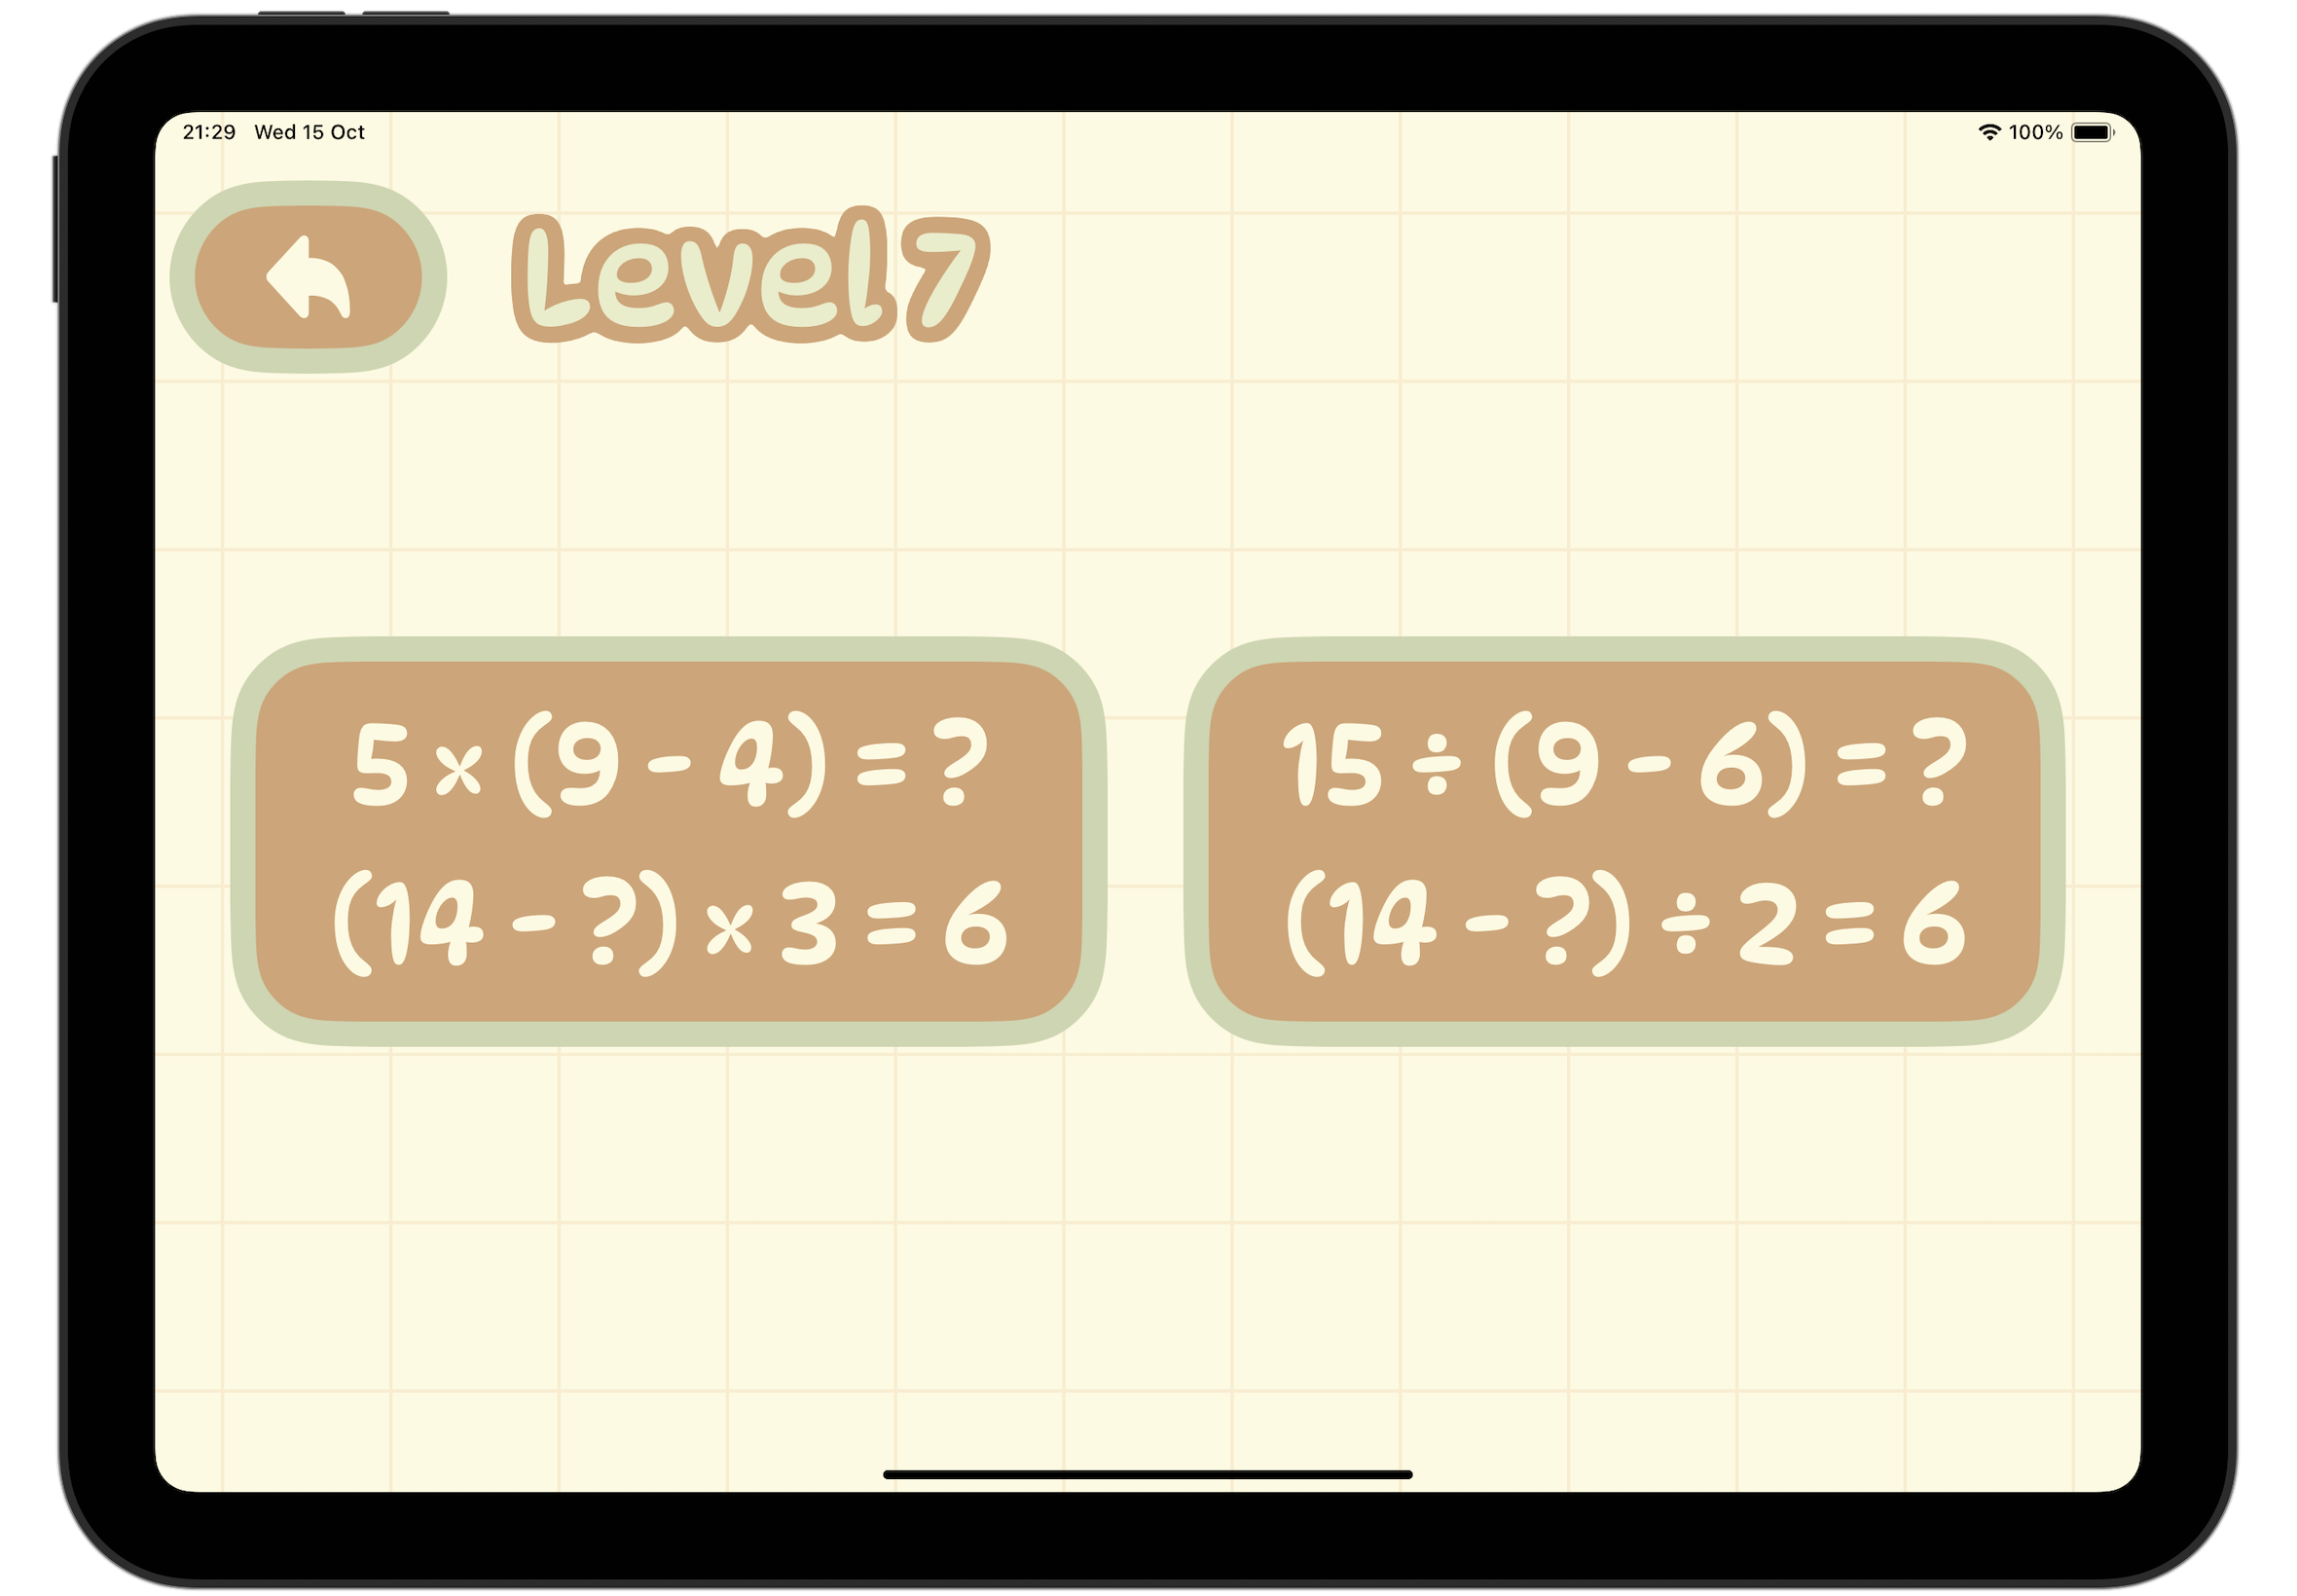 21:29 Wed 15 Oct 100%
Level 7
5 × (9 - 4) = ?
(14 - ?) × 3 = 6
15 ÷ (9 - 6) = ?
(14 - ?) ÷ 2 = 6